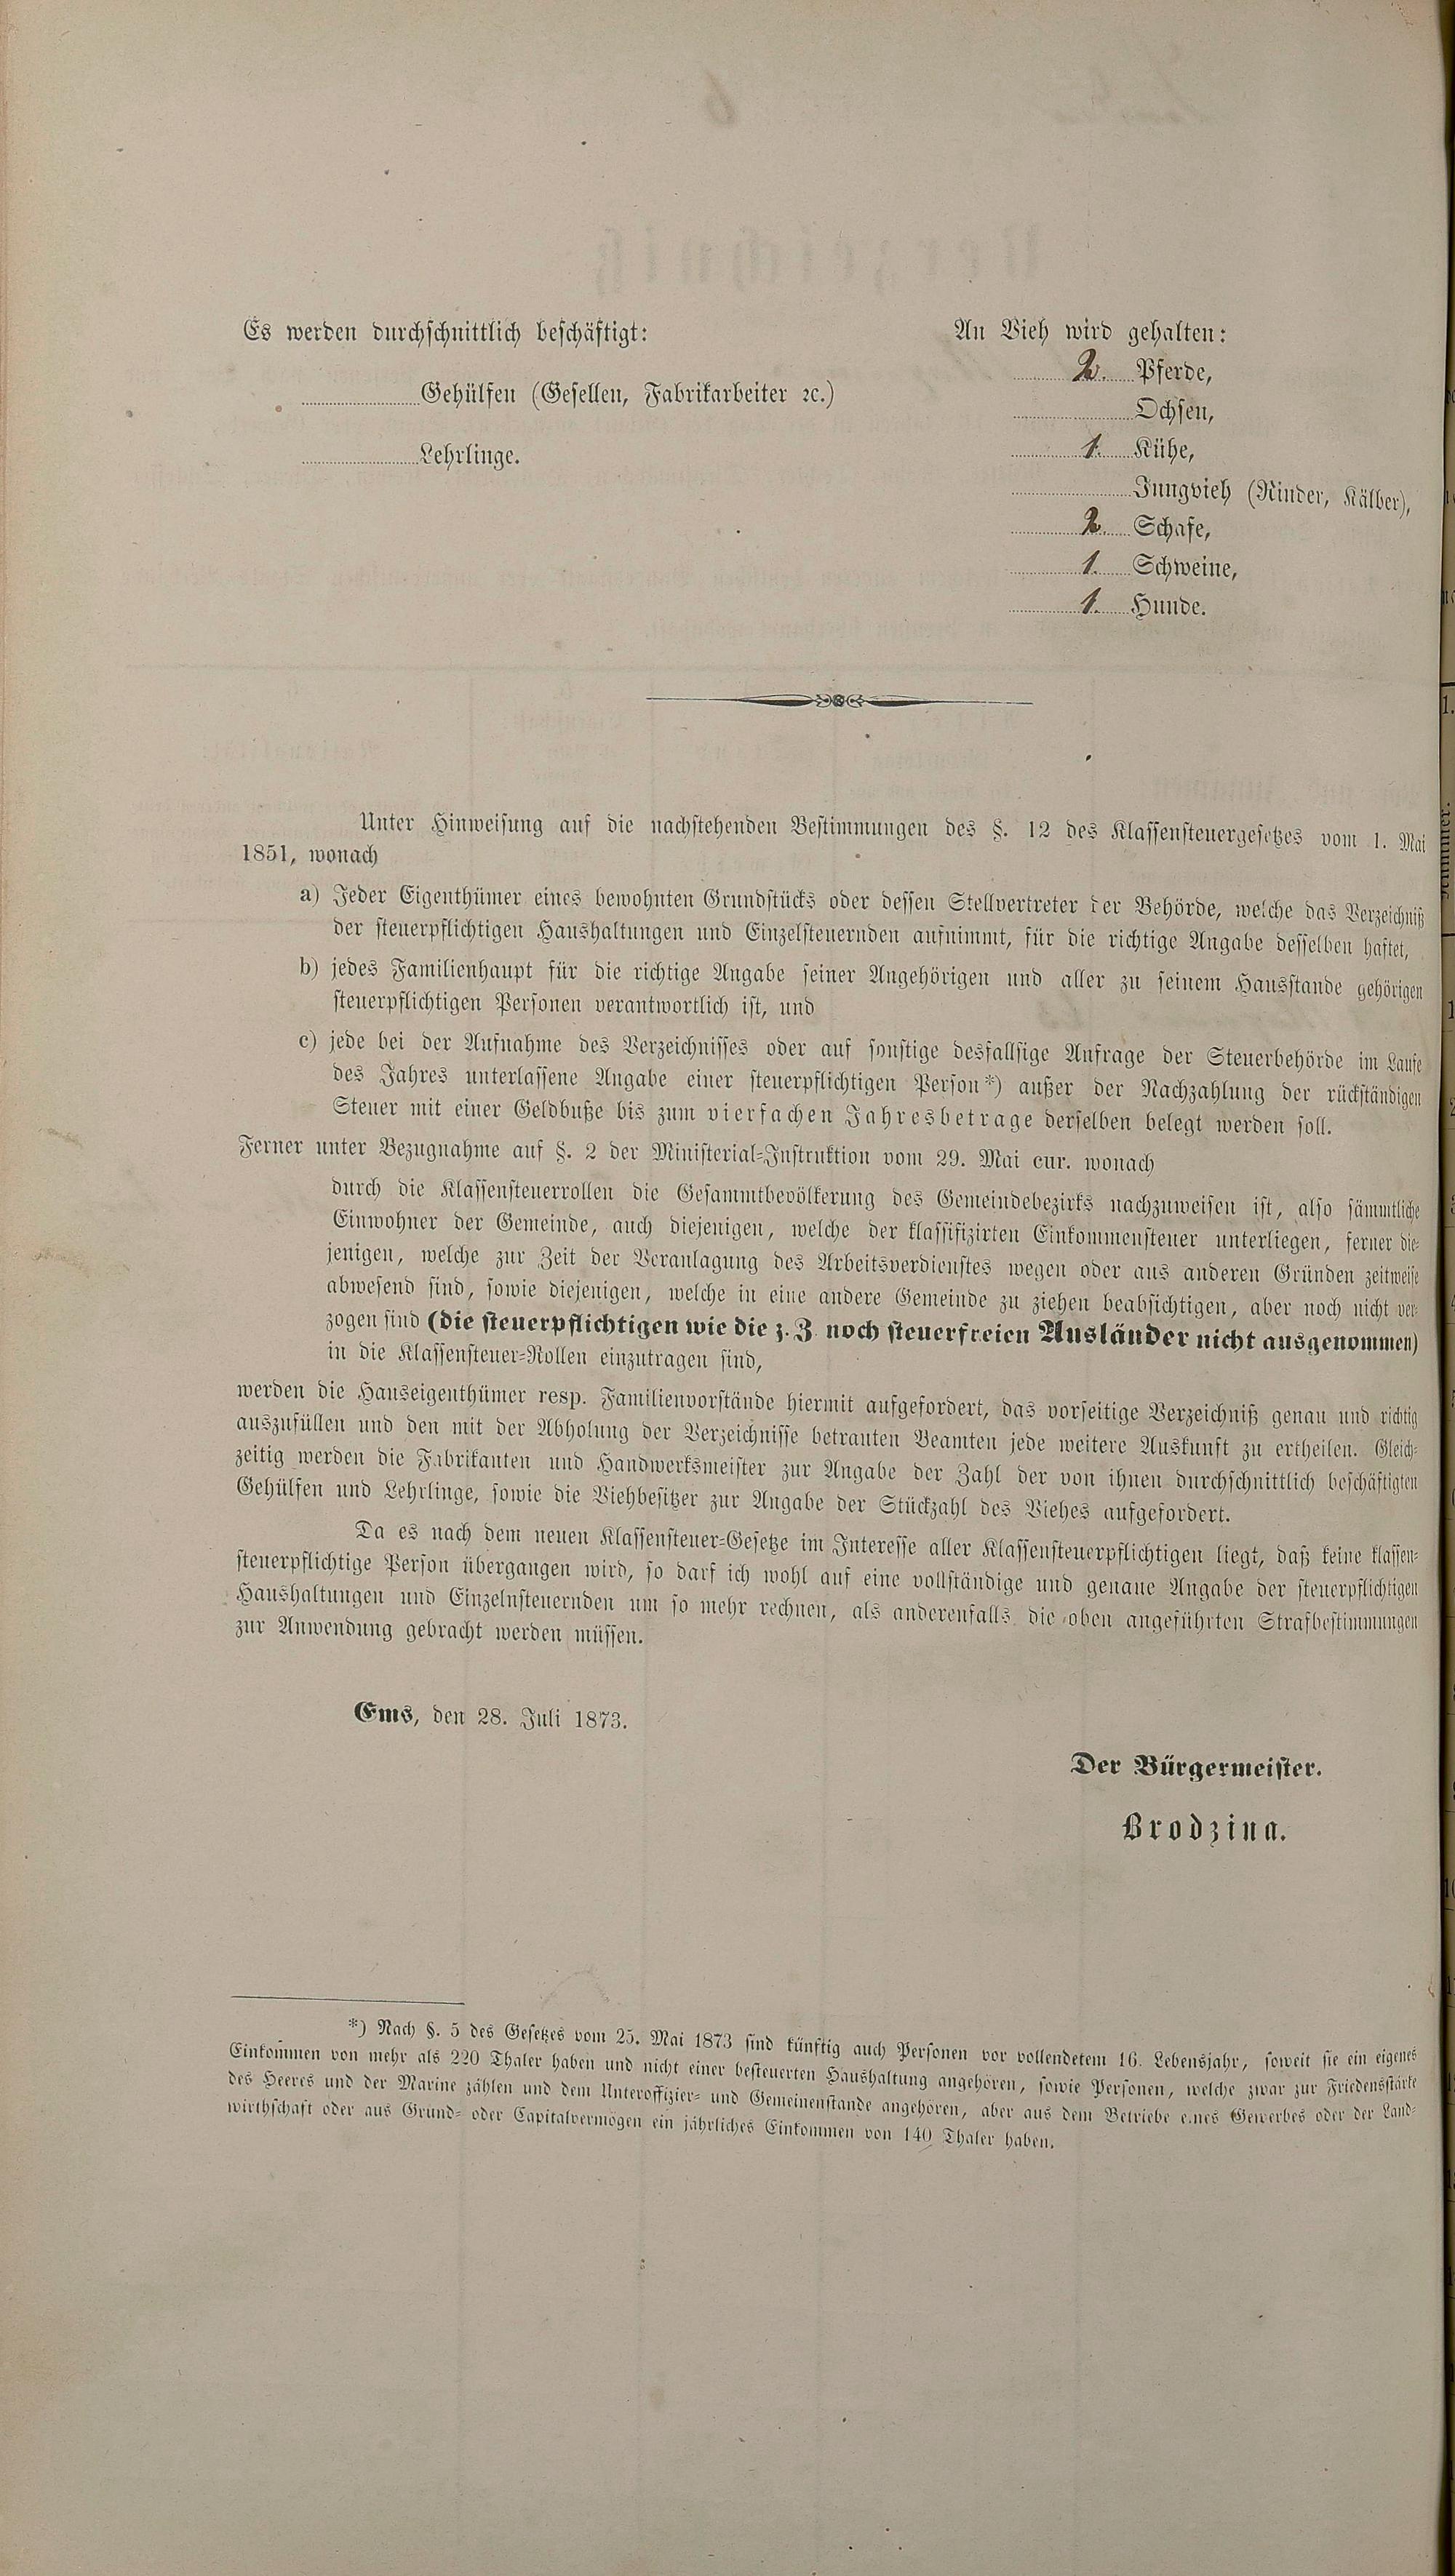 Es werden durchschnittlich beschäftigt:
Gehülfen (Gesellen, Fabrikarbeiter ꝛc.)
Lehrlinge.
An Vieh wird gehalten:
2. Pferde,
Ochsen,
1. Kühe,
Jungvieh (Rinder, Kälber),
2. Schafe,
1. Schweine,
1. Hunde.
Unter Hinweisung auf die nachstehenden Bestimmungen des §. 12 des Klassensteuergesetzes vom 1. Mai
1851, wonach
a) Jeder Eigenthümer eines bewohnten Grundstücks oder dessen Stellvertreter der Behörde, welche das Verzeichniß
der steuerpflichtigen Haushaltungen und Einzelsteuernden aufnimmt, für die richtige Angabe desselben haftet,
b) jedes Familienhaupt für die richtige Angabe seiner Angehörigen und aller zu seinem Hausstande gehörigen
steuerpflichtigen Personen verantwortlich ist, und
c) jede bei der Aufnahme des Verzeichnisses oder auf sonstige desfallsige Anfrage der Steuerbehörde im Laufe
des Jahres unterlassene Angabe einer steuerpflichtigen Person*) außer der Nachzahlung der rückständigen
Steuer mit einer Geldbuße bis zum vierfachen Jahresbetrage derselben belegt werden soll.
Ferner unter Bezugnahme auf §. 2 der Ministerial-Instruktion vom 29. Mai cur. wonach
durch die Klassensteuerrollen die Gesammtbevölkerung des Gemeindebezirks nachzuweisen ist, also sämmtliche
Einwohner der Gemeinde, auch diejenigen, welche der klassifizirten Einkommensteuer unterliegen, ferner die-
jenigen, welche zur Zeit der Veranlagung des Arbeitsverdienstes wegen oder aus anderen Gründen zeitweise
abwesend sind, sowie diejenigen, welche in eine andere Gemeinde zu ziehen beabsichtigen, aber noch nicht ver-
zogen sind (die steuerpflichtigen wie die z. Z. noch steuerfreien Ausländer nicht ausgenommen)
in die Klassensteuer-Rollen einzutragen sind,
werden die Hauseigenthümer resp. Familienvorstände hiermit aufgefordert, das vorseitige Verzeichniß genau und richtig
auszufüllen und den mit der Abholung der Verzeichnisse betrauten Beamten jede weitere Auskunft zu ertheilen. Gleich-
zeitig werden die Fabrikanten und Handwerksmeister zur Angabe der Zahl der von ihnen durchschnittlich beschäftigten
Gehülfen und Lehrlinge, sowie die Viehbesitzer zur Angabe der Stückzahl des Viehes aufgefordert.
Da es nach dem neuen Klassensteuer-Gesetze im Interesse aller Klassensteuerpflichtigen liegt, daß keine klassen-
steuerpflichtige Person übergangen wird, so darf ich wohl auf eine vollständige und genaue Angabe der steuerpflichtigen
Haushaltungen und Einzelnsteuernden um so mehr rechnen, als anderenfalls die oben angeführten Strafbestimmungen
zur Anwendung gebracht werden müssen.
Ems, den 28. Juli 1873.
Der Bürgermeister.
Brodzina.
*) Nach §. 5 des Gesetzes vom 25. Mai 1873 sind künftig auch Personen vor vollendetem 16. Lebensjahr, soweit sie ein eigenes
Einkommen von mehr als 220 Thaler haben und nicht einer besteuerten Haushaltung angehören, sowie Personen, welche zwar zur Friedensstärke
des Heeres und der Marine zählen und dem Unteroffizier- und Gemeinenstande angehören, aber aus dem Betriebe eines Gewerbes oder der Land-
wirthschaft oder aus Grund- oder Capitalvermögen ein jährliches Einkommen von 140 Thaler haben.